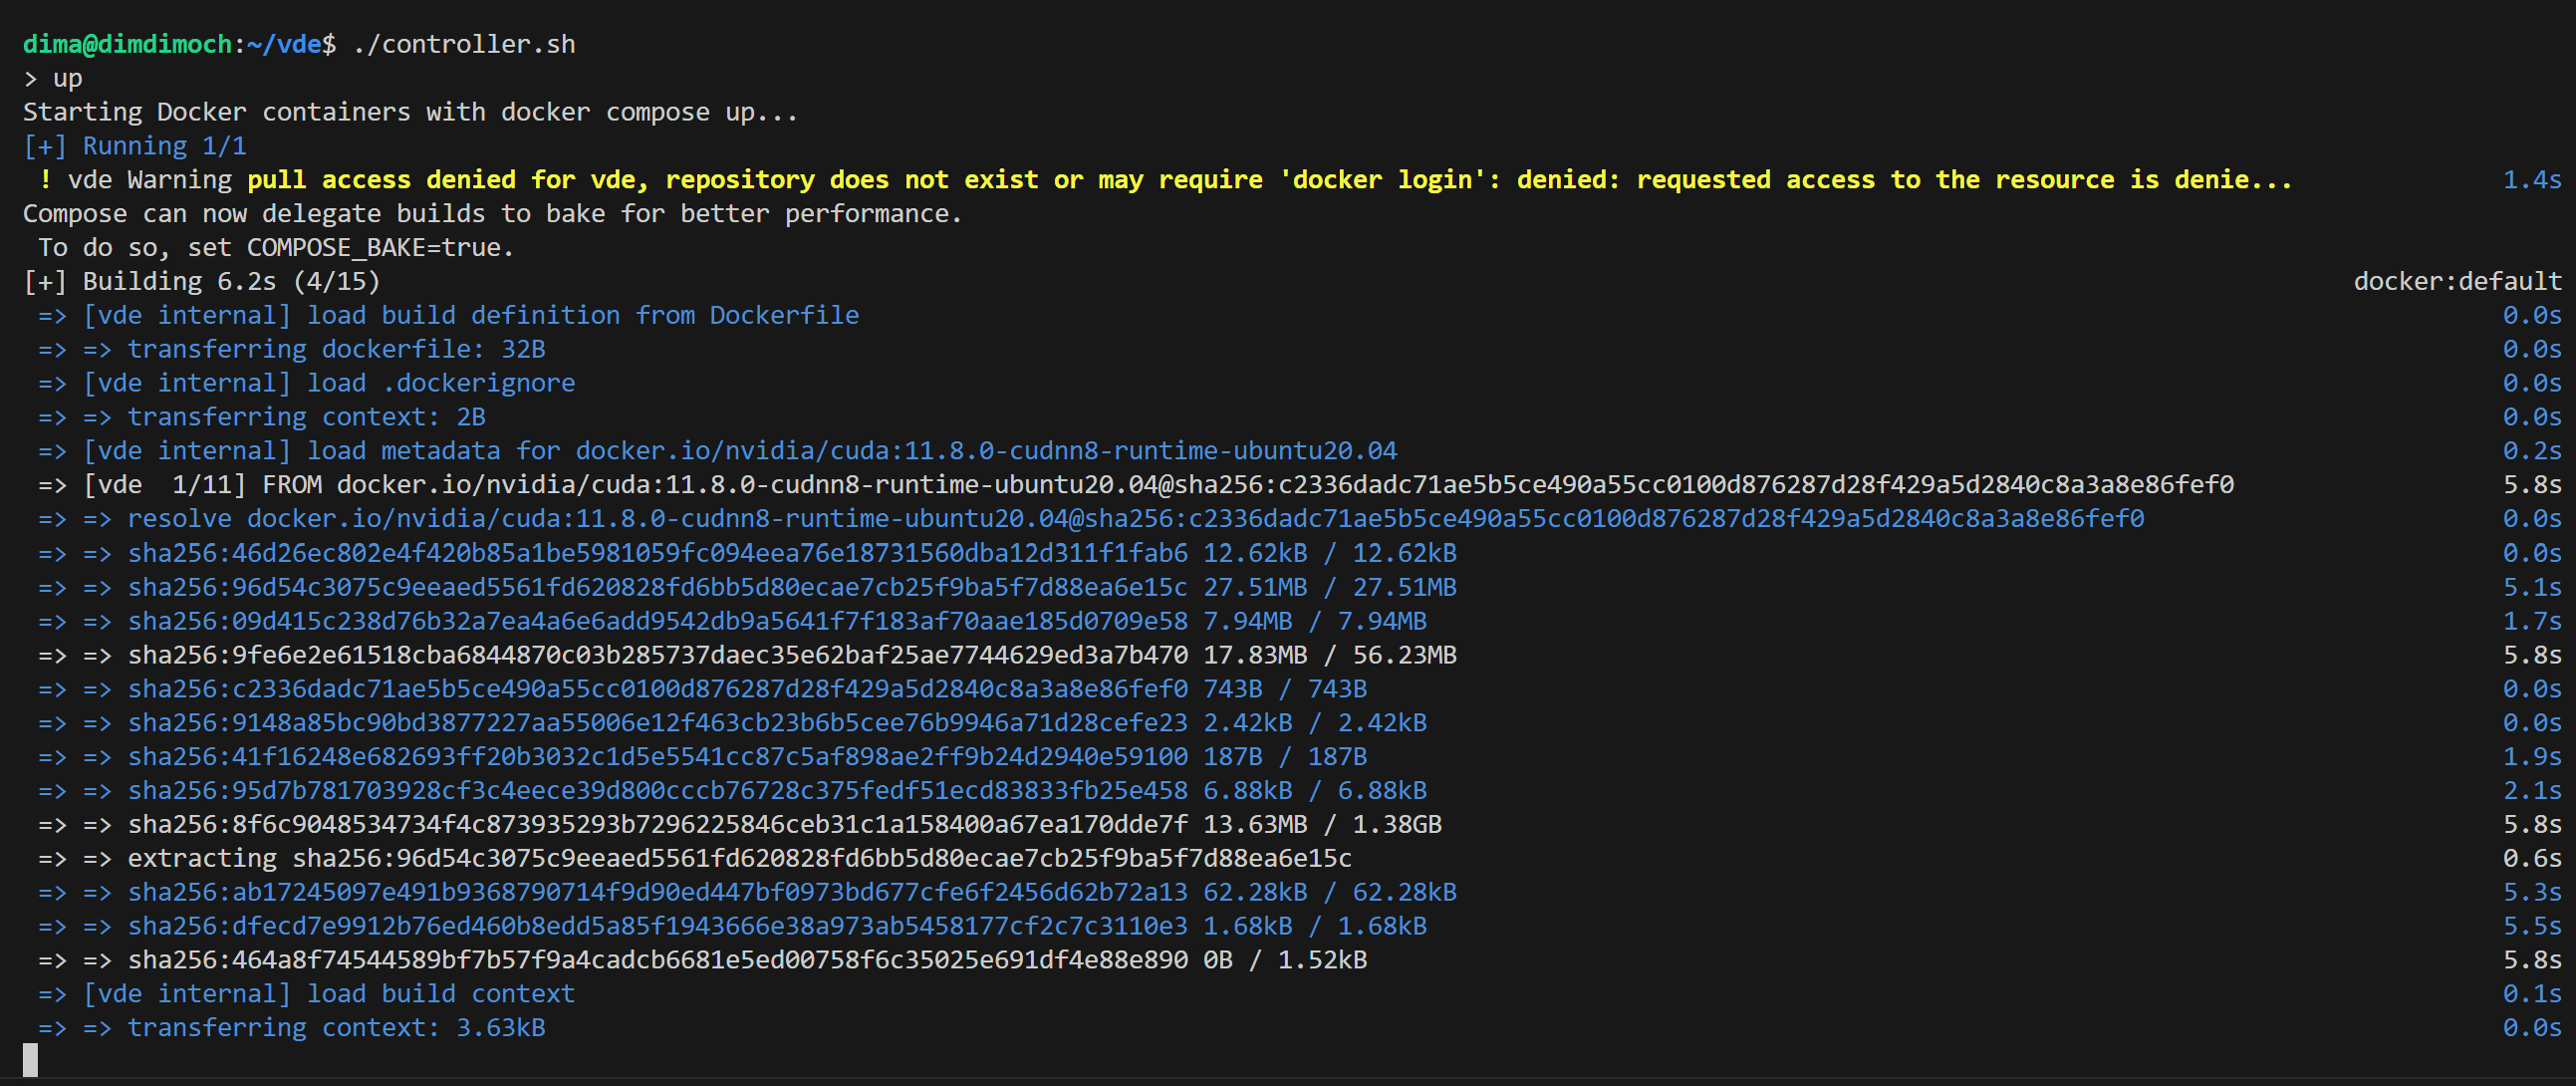 dima@dimdimoch:~/vde$ ./controller.sh
> up
Starting Docker containers with docker compose up...
[+] Running 1/1
! vde Warning pull access denied for vde, repository does not exist or may require 'docker login': denied: requested access to the resource is denie... 1.4s
Compose can now delegate builds to bake for better performance.
To do so, set COMPOSE_BAKE=true.
[+] Building 6.2s (4/15) docker:default
=> [vde internal] load build definition from Dockerfile 0.0s
=> => transferring dockerfile: 32B 0.0s
=> [vde internal] load .dockerignore 0.0s
=> => transferring context: 2B 0.0s
=> [vde internal] load metadata for docker.io/nvidia/cuda:11.8.0-cudnn8-runtime-ubuntu20.04 0.2s
=> [vde  1/11] FROM docker.io/nvidia/cuda:11.8.0-cudnn8-runtime-ubuntu20.04@sha256:c2336dadc71ae5b5ce490a55cc0100d876287d28f429a5d2840c8a3a8e86fef0 5.8s
=> => resolve docker.io/nvidia/cuda:11.8.0-cudnn8-runtime-ubuntu20.04@sha256:c2336dadc71ae5b5ce490a55cc0100d876287d28f429a5d2840c8a3a8e86fef0 0.0s
=> => sha256:46d26ec802e4f420b85a1be5981059fc094eea76e18731560dba12d311f1fab6 12.62kB / 12.62kB 0.0s
=> => sha256:96d54c3075c9eeaed5561fd620828fd6bb5d80ecae7cb25f9ba5f7d88ea6e15c 27.51MB / 27.51MB 5.1s
=> => sha256:09d415c238d76b32a7ea4a6e6add9542db9a5641f7f183af70aae185d0709e58 7.94MB / 7.94MB 1.7s
=> => sha256:9fe6e2e61518cba6844870c03b285737daec35e62baf25ae7744629ed3a7b470 17.83MB / 56.23MB 5.8s
=> => sha256:c2336dadc71ae5b5ce490a55cc0100d876287d28f429a5d2840c8a3a8e86fef0 743B / 743B 0.0s
=> => sha256:9148a85bc90bd3877227aa55006e12f463cb23b6b5cee76b9946a71d28cefe23 2.42kB / 2.42kB 0.0s
=> => sha256:41f16248e682693ff20b3032c1d5e5541cc87c5af898ae2ff9b24d2940e59100 187B / 187B 1.9s
=> => sha256:95d7b781703928cf3c4eece39d800cccb76728c375fedf51ecd83833fb25e458 6.88kB / 6.88kB 2.1s
=> => sha256:8f6c9048534734f4c873935293b7296225846ceb31c1a158400a67ea170dde7f 13.63MB / 1.38GB 5.8s
=> => extracting sha256:96d54c3075c9eeaed5561fd620828fd6bb5d80ecae7cb25f9ba5f7d88ea6e15c 0.6s
=> => sha256:ab17245097e491b9368790714f9d90ed447bf0973bd677cfe6f2456d62b72a13 62.28kB / 62.28kB 5.3s
=> => sha256:dfecd7e9912b76ed460b8edd5a85f1943666e38a973ab5458177cf2c7c3110e3 1.68kB / 1.68kB 5.5s
=> => sha256:464a8f74544589bf7b57f9a4cadcb6681e5ed00758f6c35025e691df4e88e890 0B / 1.52kB 5.8s
=> [vde internal] load build context 0.1s
=> => transferring context: 3.63kB 0.0s